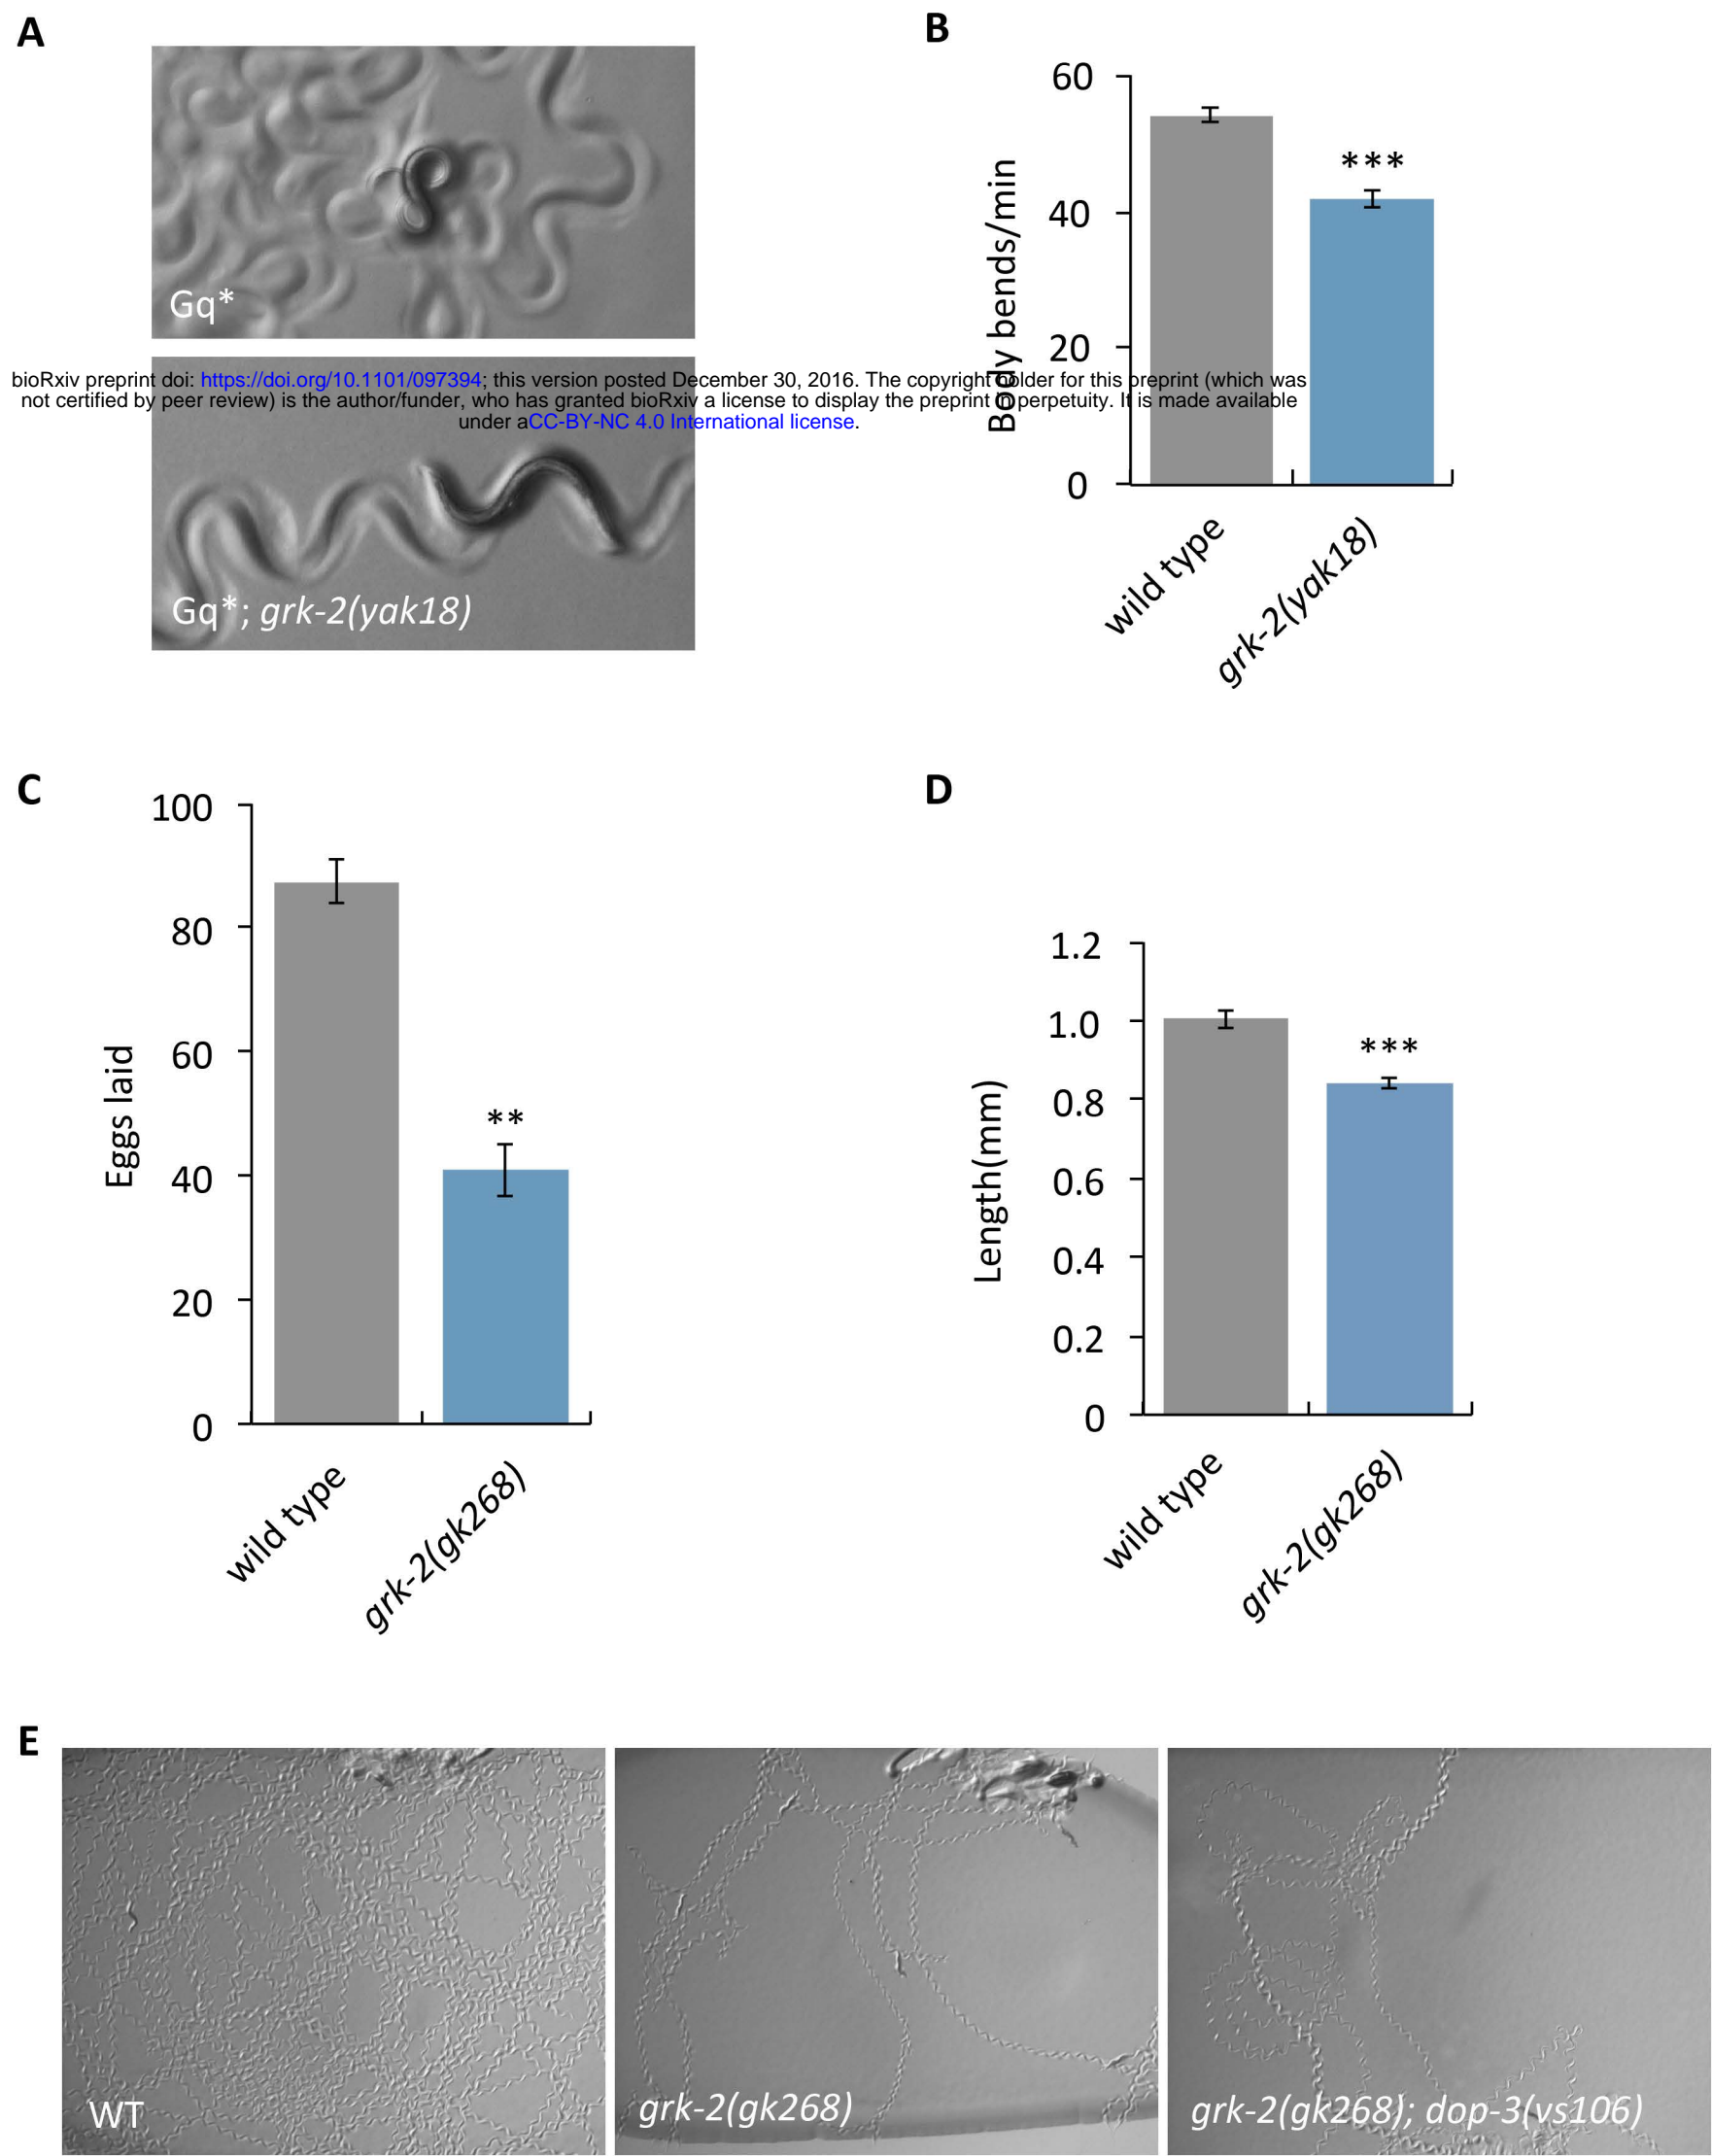 A
Gq*
Gq*; grk-2(yak18)
bioRxiv preprint doi: https://doi.org/10.1101/097394; this version posted December 30, 2016. The copyright holder for this preprint (which was
not certified by peer review) is the author/funder, who has granted bioRxiv a license to display the preprint in perpetuity. It is made available
under aCC-BY-NC 4.0 International license.
B
Body bends/min
60
40
20
0
***
wild type
grk-2(yak18)
C
Eggs laid
100
80
60
40
20
0
**
wild type
grk-2(gk268)
D
Length(mm)
1.2
1.0
0.8
0.6
0.4
0.2
0
***
wild type
grk-2(gk268)
E
WT
grk-2(gk268)
grk-2(gk268); dop-3(vs106)